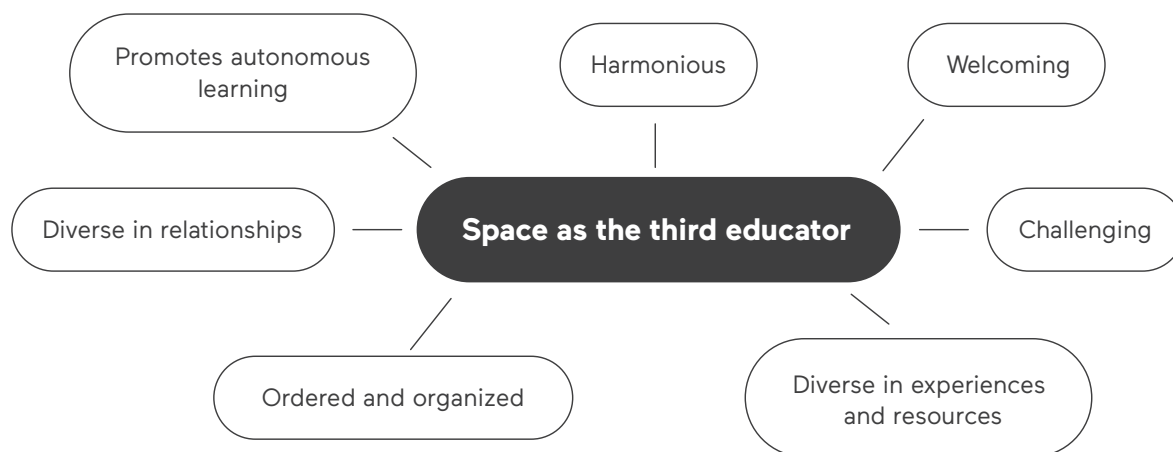 Promotes autonomous
learning
Harmonious
Welcoming
Diverse in relationships
Space as the third educator
Challenging
Ordered and organized
Diverse in experiences
and resources